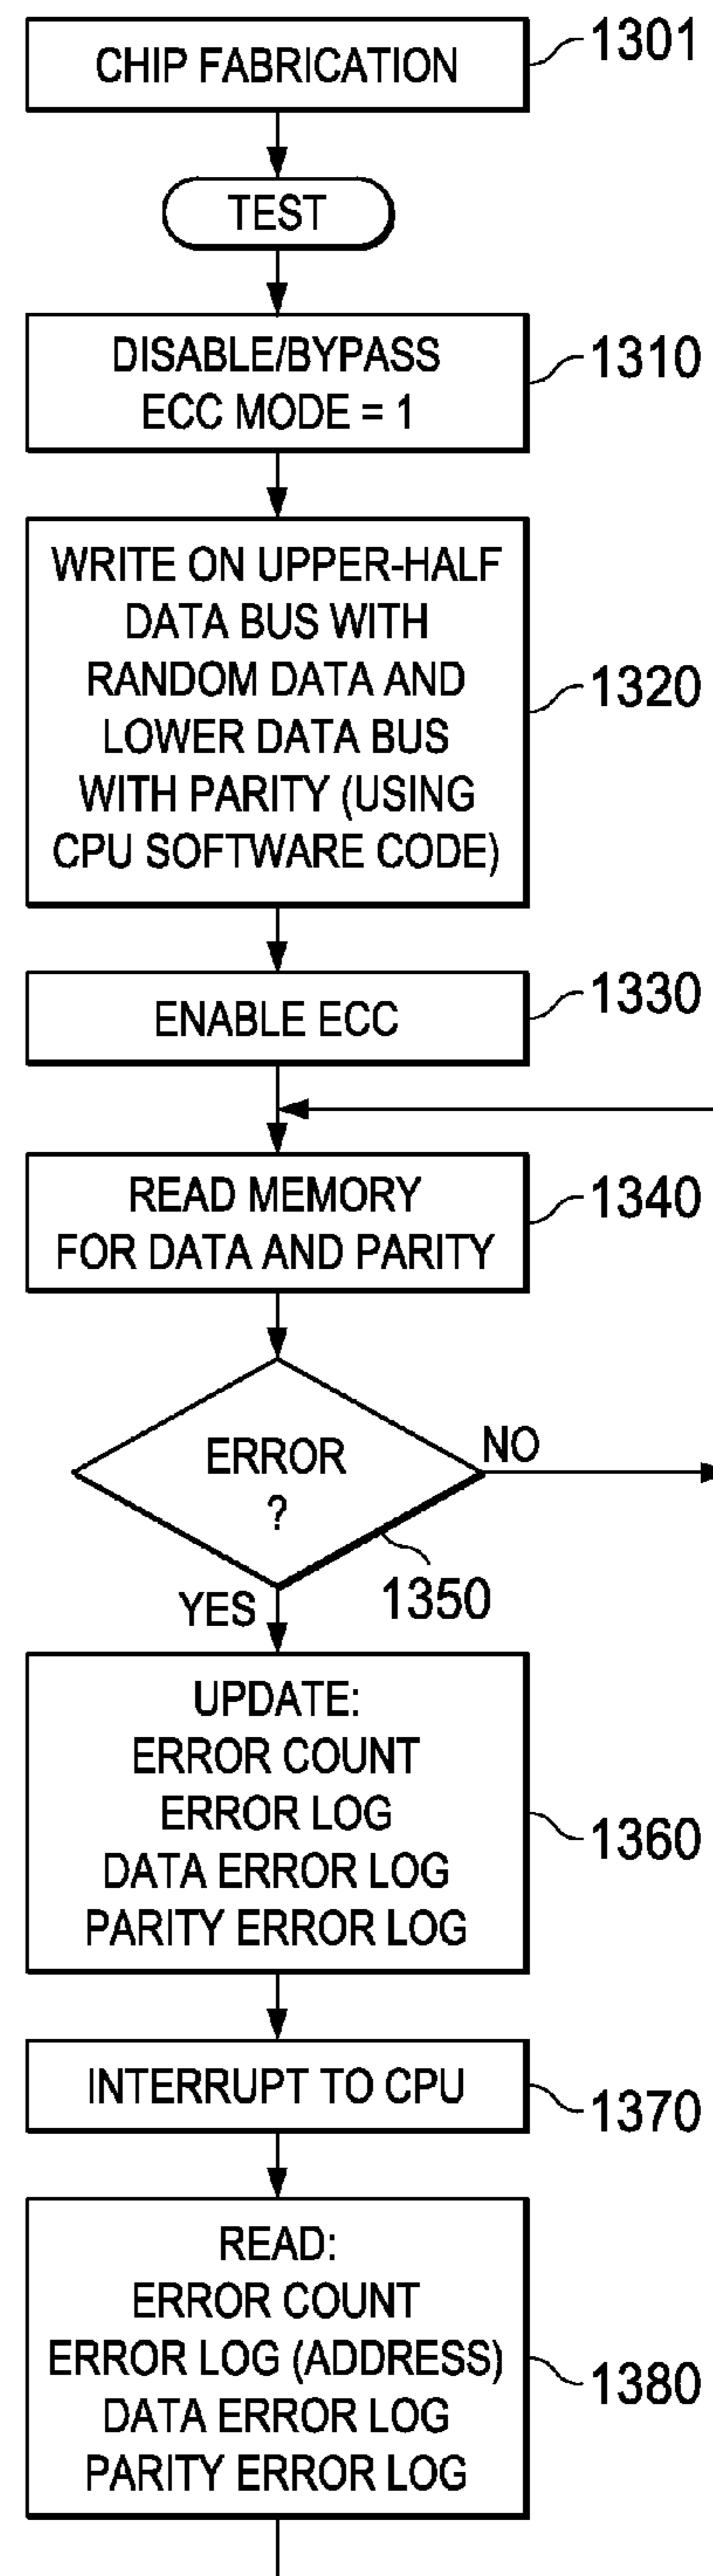 CHIP FABRICATION
1301
TEST
DISABLE/BYPASS
ECC MODE = 1
1310
WRITE ON UPPER-HALF
DATA BUS WITH
RANDOM DATA AND
LOWER DATA BUS
WITH PARITY (USING
CPU SOFTWARE CODE)
1320
ENABLE ECC
1330
READ MEMORY
FOR DATA AND PARITY
1340
ERROR
?
NO
1350
YES
UPDATE:
ERROR COUNT
ERROR LOG
DATA ERROR LOG
PARITY ERROR LOG
1360
INTERRUPT TO CPU
1370
READ:
ERROR COUNT
ERROR LOG (ADDRESS)
DATA ERROR LOG
PARITY ERROR LOG
1380